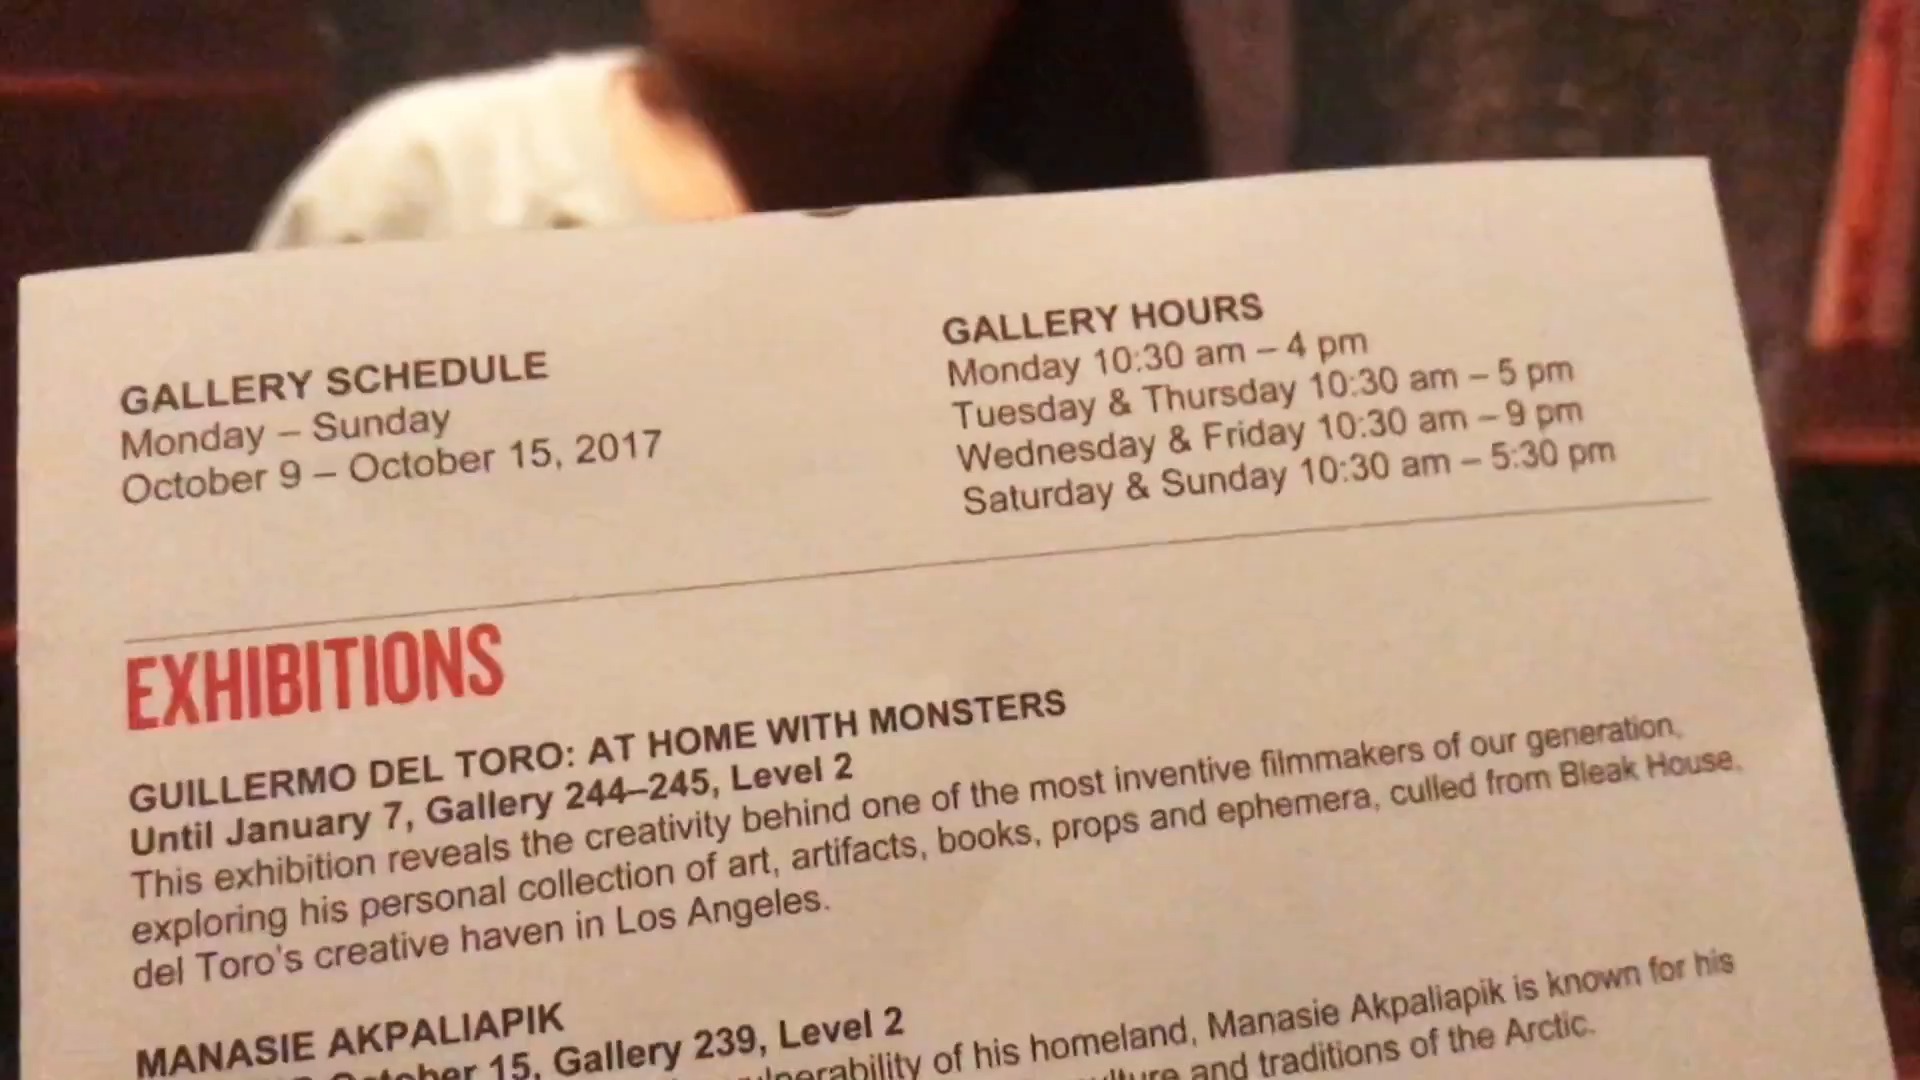 GALLERY SCHEDULE
Monday – Sunday
October 9 – October 15, 2017
GALLERY HOURS
Monday 10:30 am – 4 pm
Tuesday & Thursday 10:30 am – 5 pm
Wednesday & Friday 10:30 am – 9 pm
Saturday & Sunday 10:30 am – 5:30 pm
EXHIBITIONS
GUILLERMO DEL TORO: AT HOME WITH MONSTERS
Until January 7, Gallery 244–245, Level 2
This exhibition reveals the creativity behind one of the most inventive filmmakers of our generation,
exploring his personal collection of art, artifacts, books, props and ephemera, culled from Bleak House,
del Toro's creative haven in Los Angeles.
MANASIE AKPALIAPIK
October 15, Gallery 239, Level 2
of his homeland, Manasie Akpaliapik is known for his
and traditions of the Arctic.